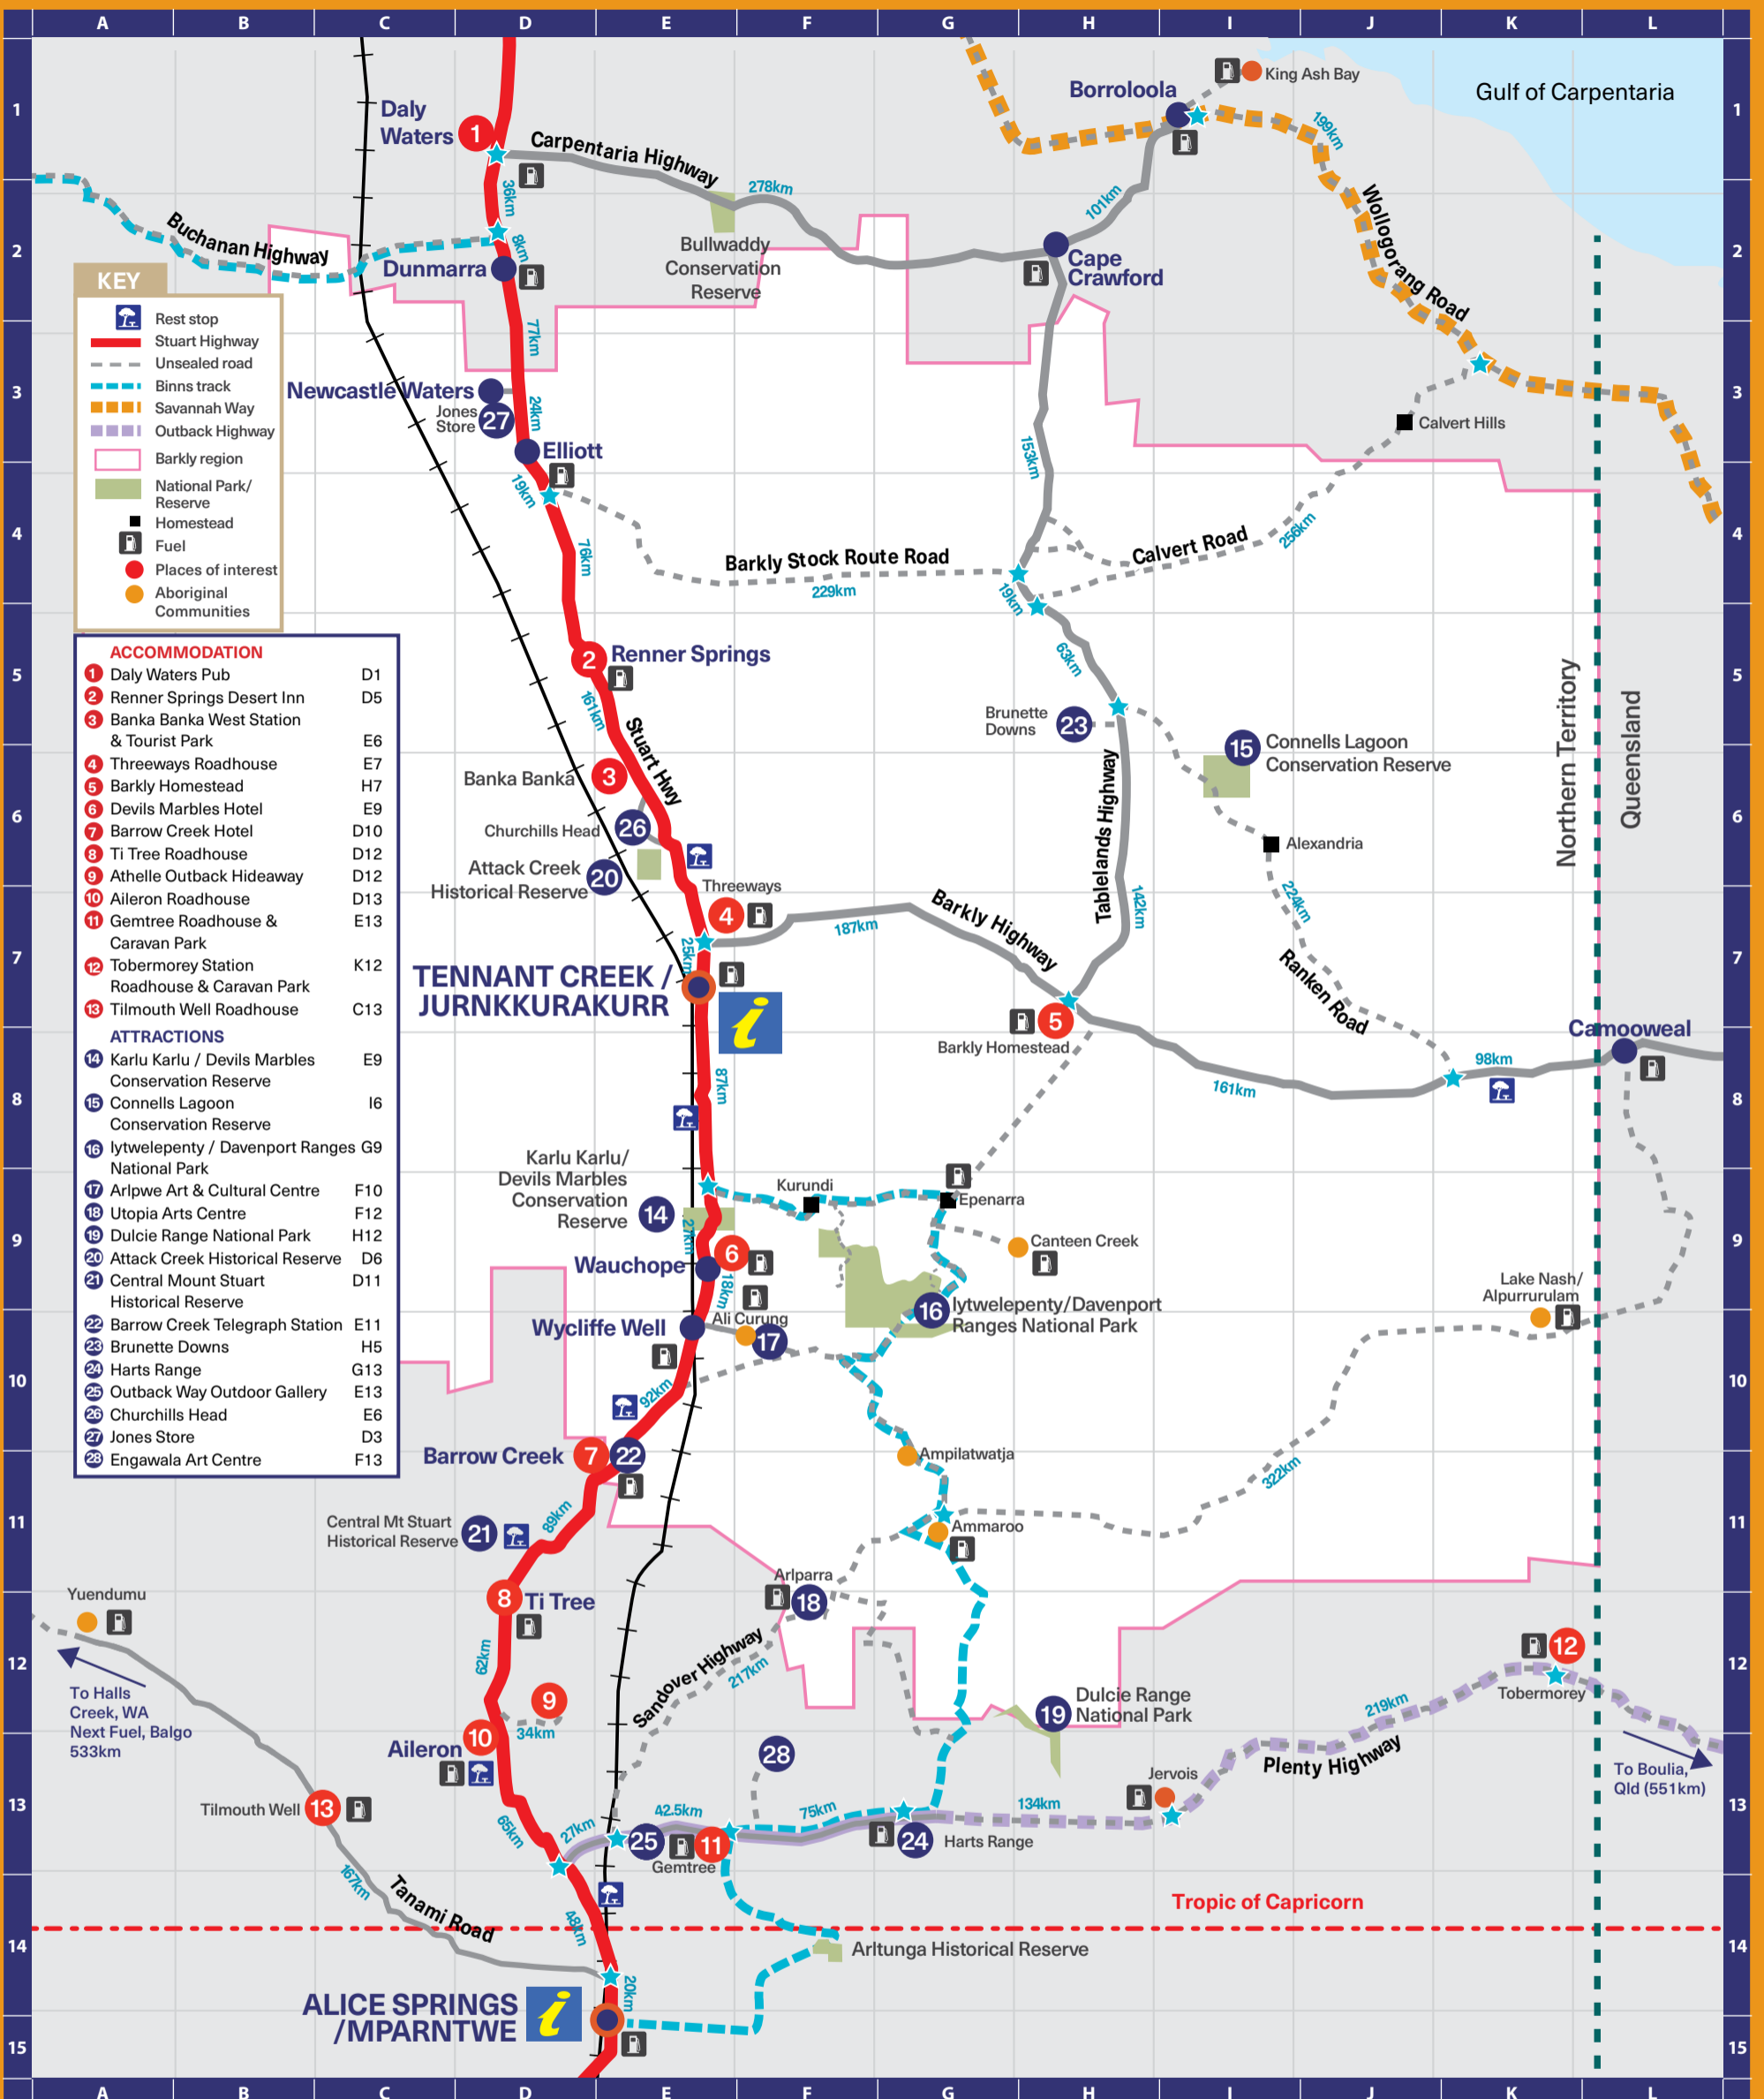 A B C D E F G H I J K L
1
2
3
4
5
6
7
8
9
10
11
12
13
14
15
1
2
3
4
5
6
7
8
9
10
11
12
13
14
15
KEY
Rest stop
Stuart Highway
Unsealed road
Binns track
Savannah Way
Outback Highway
Barkly region
National Park/
Reserve
Homestead
Fuel
Places of interest
Aboriginal
Communities
ACCOMMODATION
1 Daly Waters Pub D1
2 Renner Springs Desert Inn D5
3 Banka Banka West Station
& Tourist Park E6
4 Threeways Roadhouse E7
5 Barkly Homestead H7
6 Devils Marbles Hotel E9
7 Barrow Creek Hotel D10
8 Ti Tree Roadhouse D12
9 Athelle Outback Hideaway D12
10 Aileron Roadhouse D13
11 Gemtree Roadhouse & E13
Caravan Park
12 Tobermorey Station K12
Roadhouse & Caravan Park
13 Tilmouth Well Roadhouse C13
ATTRACTIONS
14 Karlu Karlu / Devils Marbles E9
Conservation Reserve
15 Connells Lagoon I6
Conservation Reserve
16 Iytwelepenty / Davenport Ranges G9
National Park
17 Arlpwe Art & Cultural Centre F10
18 Utopia Arts Centre F12
19 Dulcie Range National Park H12
20 Attack Creek Historical Reserve D6
21 Central Mount Stuart D11
Historical Reserve
22 Barrow Creek Telegraph Station E11
23 Brunette Downs H5
24 Harts Range G13
25 Outback Way Outdoor Gallery E13
26 Churchills Head E6
27 Jones Store D3
28 Engawala Art Centre F13
King Ash Bay
Gulf of Carpentaria
Borroloola
Daly
Waters
1
Carpentaria Highway
199km
278km
36km
101km
Wollogorang Road
Buchanan Highway
8km
Bullwaddy
Conservation
Reserve
Dunmarra
Cape
Crawford
77km
Newcastle Waters
Jones
Store
27
24km
Calvert Hills
Elliott
153km
19km
76km
Barkly Stock Route Road
229km
Calvert Road
256km
19km
2
Renner Springs
63km
161km
Stuart Hwy
Brunette
Downs
23
15
Connells Lagoon
Conservation Reserve
Northern Territory
Queensland
Banka Banka
3
Tablelands Highway
Churchills Head
26
Alexandria
Attack Creek
Historical Reserve
20
Threeways
4
187km
Barkly Highway
142km
224km
Ranken Road
25km
TENNANT CREEK /
JURNKKURAKURR
i
5
Barkly Homestead
Camooweal
98km
161km
87km
Karlu Karlu/
Devils Marbles
Conservation
Reserve
14
Kurundi
Epenarra
27km
Canteen Creek
Wauchope
6
18km
Lake Nash/
Alpurrurulam
16
Iytwelepenty/Davenport
Ranges National Park
Wycliffe Well
Ali Curung
17
92km
Barrow Creek
7
22
Ampilatwatja
322km
Central Mt Stuart
Historical Reserve
21
89km
Ammaroo
Arlparra
18
8
Ti Tree
Yuendumu
62km
Sandover Highway
217km
To Halls
Creek, WA
Next Fuel, Balgo
533km
9
34km
19
Dulcie Range
National Park
12
Tobermorey
219km
Plenty Highway
10
Aileron
28
Jervois
To Boulia,
Qld (551km)
Tilmouth Well
13
65km
27km
42.5km
75km
134km
25
Gemtree
11
24
Harts Range
167km
Tanami Road
48km
Tropic of Capricorn
Arltunga Historical Reserve
20km
ALICE SPRINGS
/MPARNTWE
i
A B C D E F G H I J K L